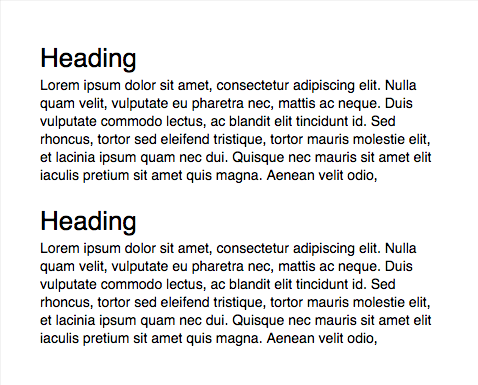 Heading
Lorem ipsum dolor sit amet, consectetur adipiscing elit. Nulla
quam velit, vulputate eu pharetra nec, mattis ac neque. Duis
vulputate commodo lectus, ac blandit elit tincidunt id. Sed
rhoncus, tortor sed eleifend tristique, tortor mauris molestie elit,
et lacinia ipsum quam nec dui. Quisque nec mauris sit amet elit
iaculis pretium sit amet quis magna. Aenean velit odio,
Heading
Lorem ipsum dolor sit amet, consectetur adipiscing elit. Nulla
quam velit, vulputate eu pharetra nec, mattis ac neque. Duis
vulputate commodo lectus, ac blandit elit tincidunt id. Sed
rhoncus, tortor sed eleifend tristique, tortor mauris molestie elit,
et lacinia ipsum quam nec dui. Quisque nec mauris sit amet elit
iaculis pretium sit amet quis magna. Aenean velit odio,